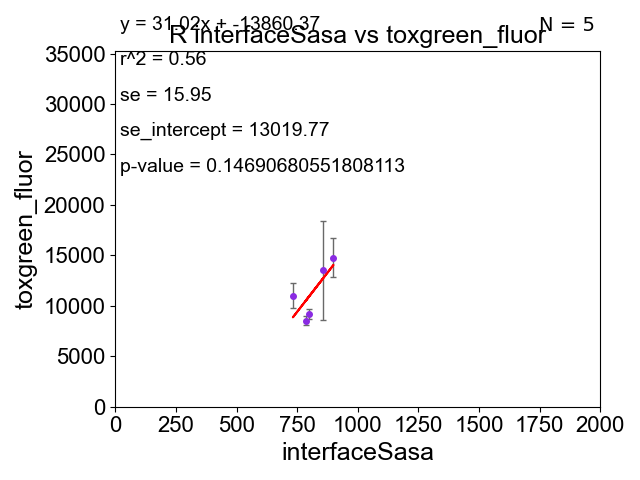 y = 31.02x + -13860.37
N = 5
R interfaceSasa vs toxgreen_fluor
r^2 = 0.56
se = 15.95
se_intercept = 13019.77
p-value = 0.14690680551808113
35000
30000
25000
20000
15000
10000
5000
0
toxgreen_fluor
0 250 500 750 1000 1250 1500 1750 2000
interfaceSasa